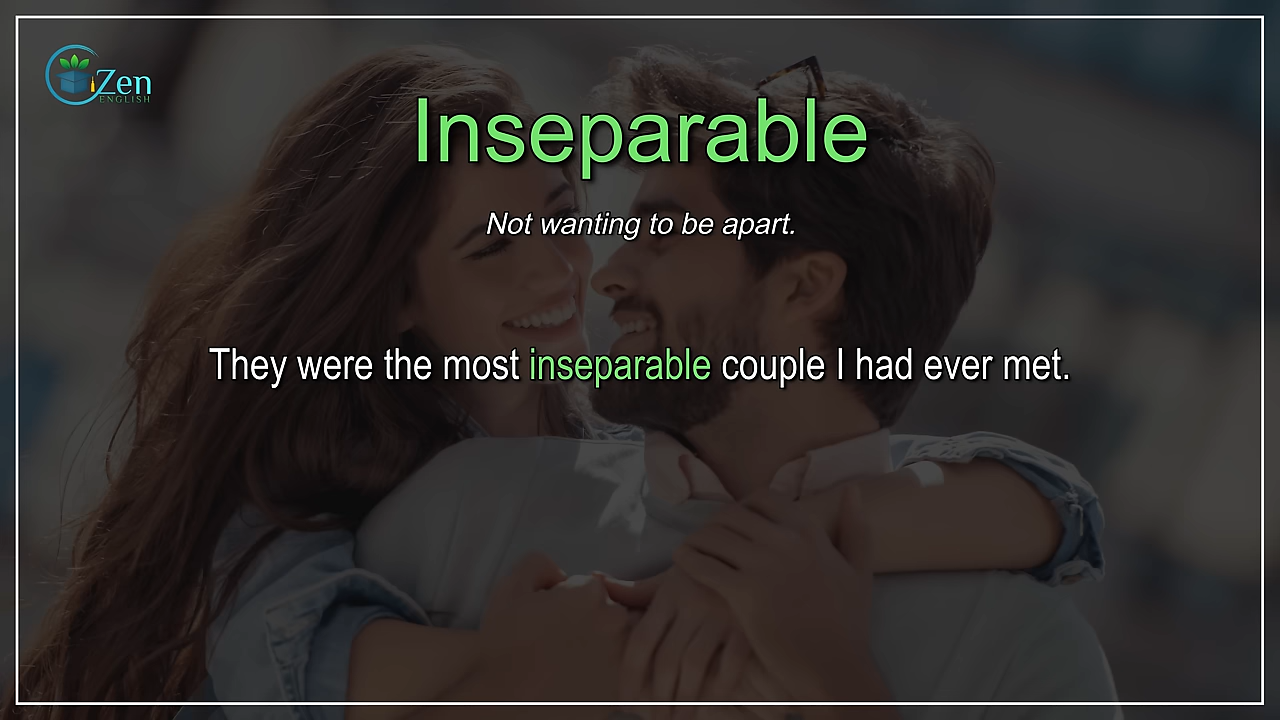 Zen
ENGLISH
Inseparable
Not wanting to be apart.
They were the most inseparable couple I had ever met.